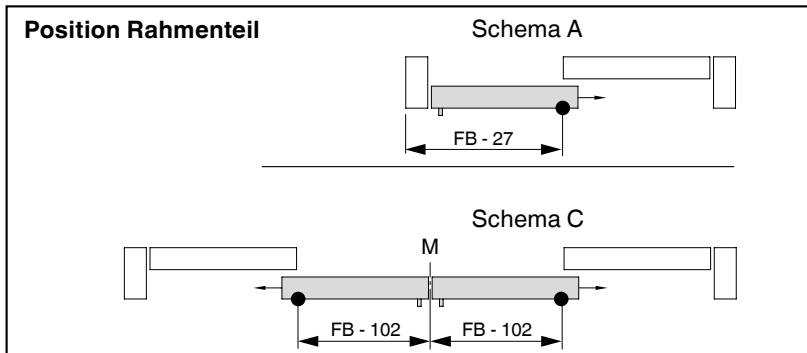 Position Rahmenteil
Schema A
FB - 27
Schema C
M
FB - 102
FB - 102